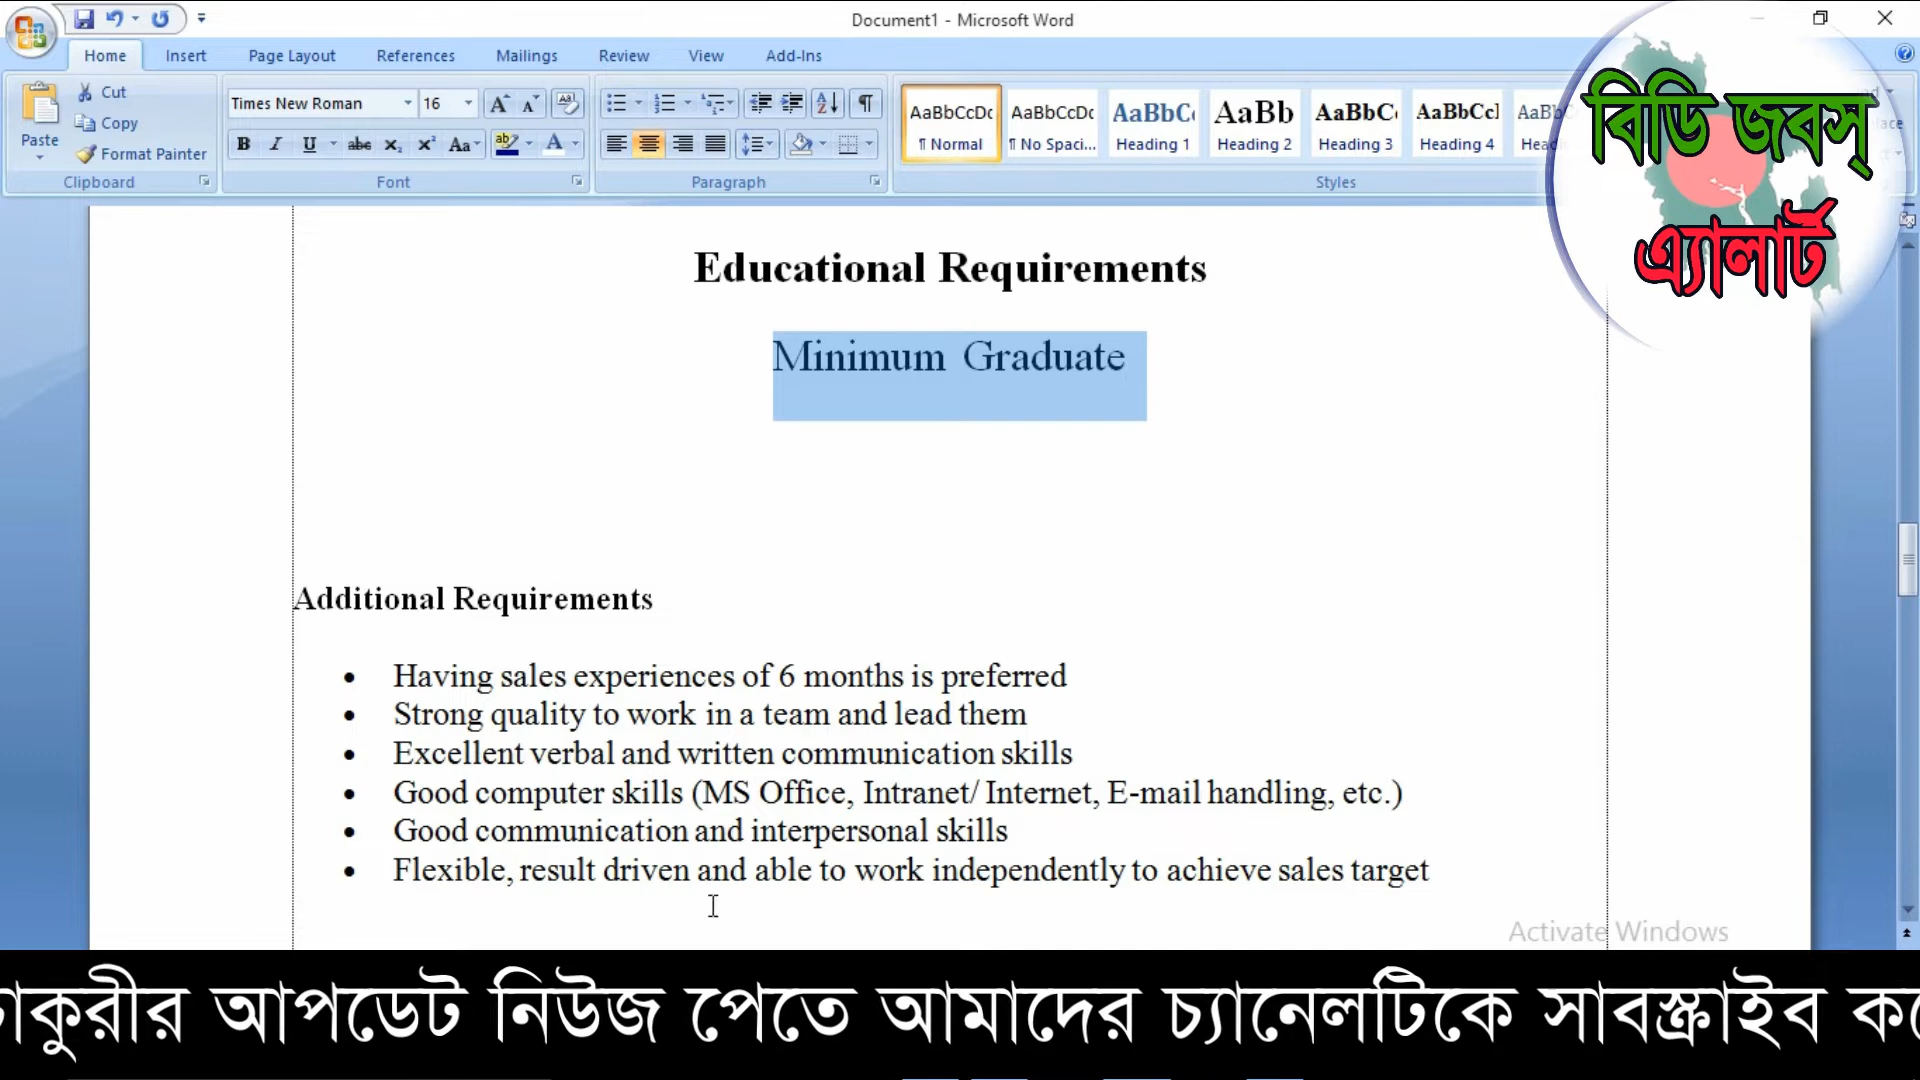 Document1 - Microsoft Word
Home Insert Page Layout References Mailings Review View Add-Ins
Paste
Cut
Copy
Format Painter
Clipboard
Times New Roman 16
Font
Paragraph
AaBbCcDc AaBbCcDc AaBbC AaBb AaBbC AaBbCcI AaBb
¶ Normal ¶ No Spaci... Heading 1 Heading 2 Heading 3 Heading 4
Styles
বিডি জবস্
এ্যালার্ট
Educational Requirements
Minimum Graduate
Additional Requirements
• Having sales experiences of 6 months is preferred
• Strong quality to work in a team and lead them
• Excellent verbal and written communication skills
• Good computer skills (MS Office, Intranet/ Internet, E-mail handling, etc.)
• Good communication and interpersonal skills
• Flexible, result driven and able to work independently to achieve sales target
Activate Windows
চাকুরীর আপডেট নিউজ পেতে আমাদের চ্যানেলটিকে সাবস্ক্রাইব